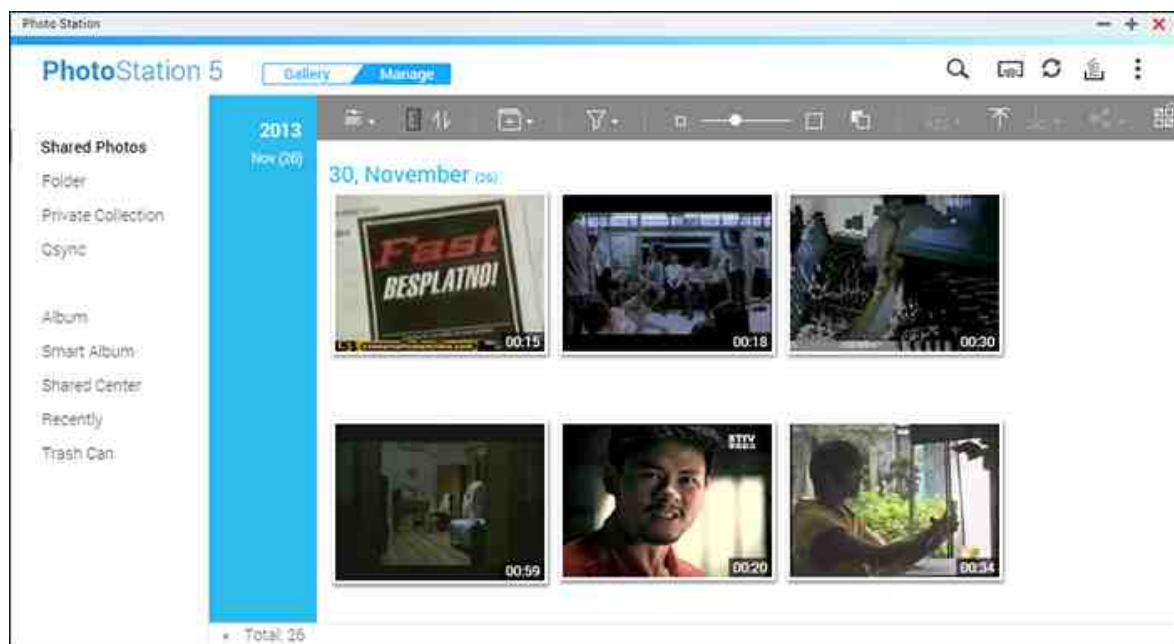 Photo Station
PhotoStation 5
Gallery
Manage
Shared Photos
Folder
Private Collection
Qsync
Album
Smart Album
Shared Center
Recently
Trash Can
2013
Nov (26)
30, November (26)
Fast
BESPLATNO!
00:15
00:18
00:30
00:59
00:20
00:34
Total: 26